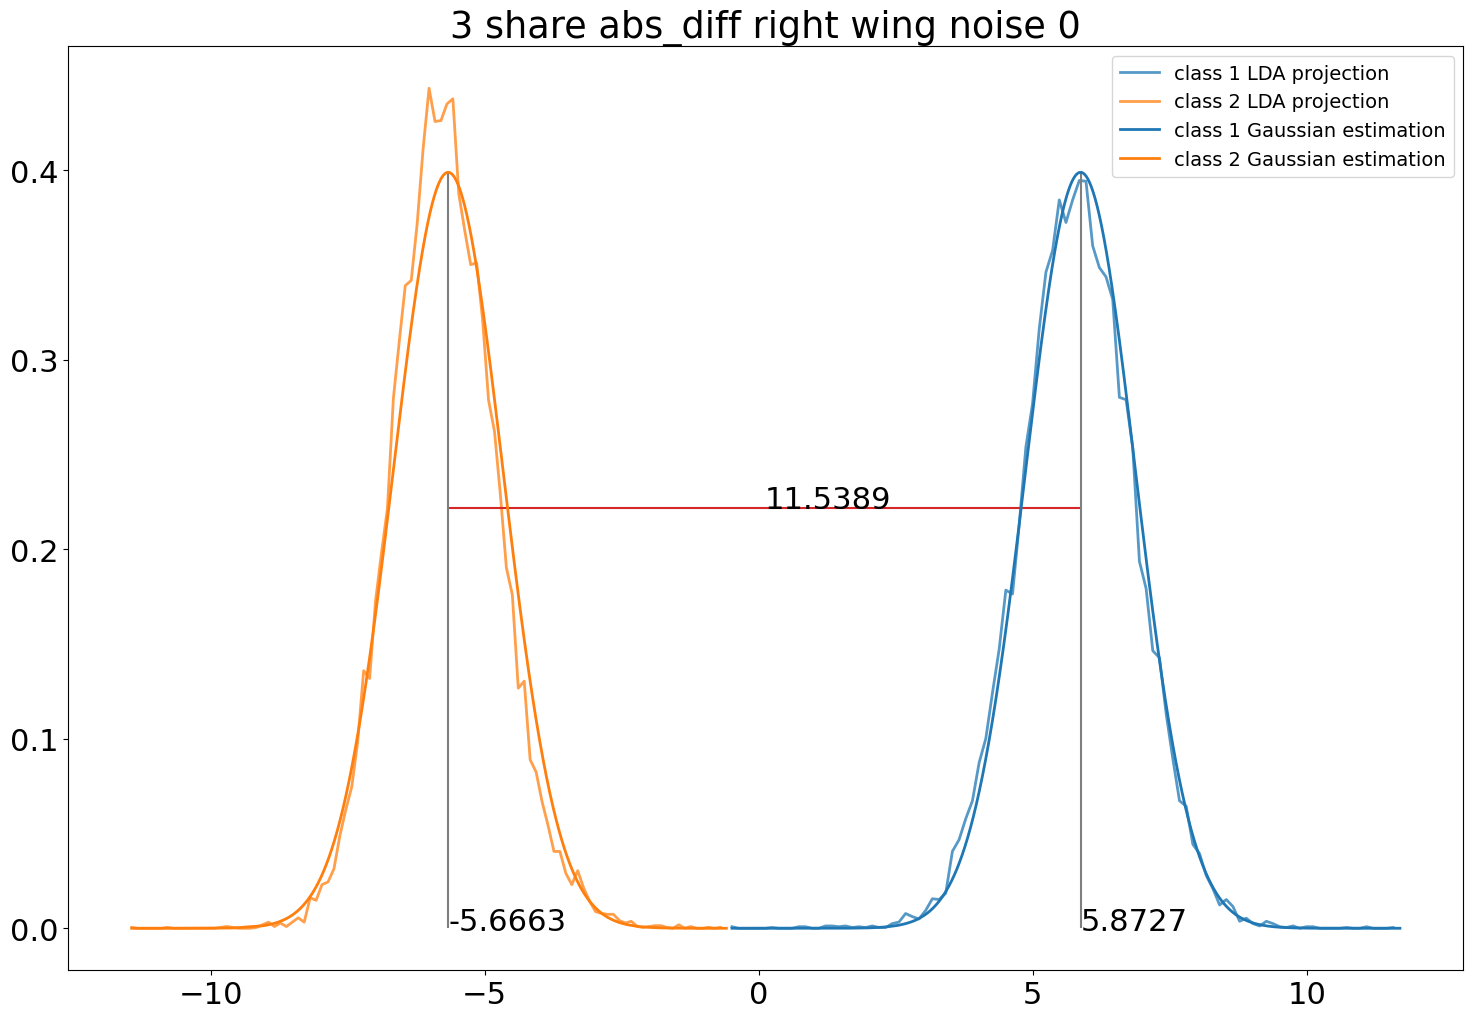 3 share abs_diff right wing noise 0
class 1 LDA projection
class 2 LDA projection
class 1 Gaussian estimation
class 2 Gaussian estimation
0.4
0.3
11.5389
0.2
0.1
-5.6663
5.8727
0.0
−10
−5
0
5
10